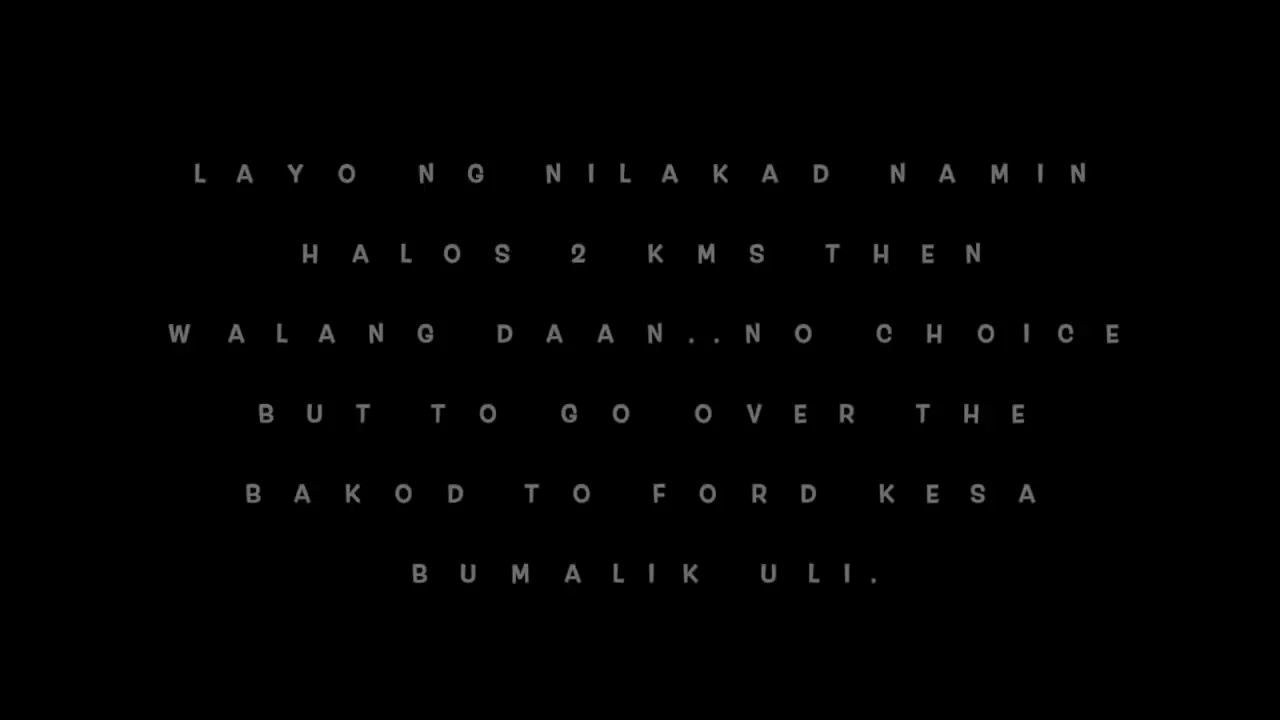 LAYO NG NILAKAD NAMIN
HALOS 2 KMS THEN
WALANG DAAN..NO CHOICE
BUT TO GO OVER THE
BAKOD TO FORD KESA
BUMALIK ULI.